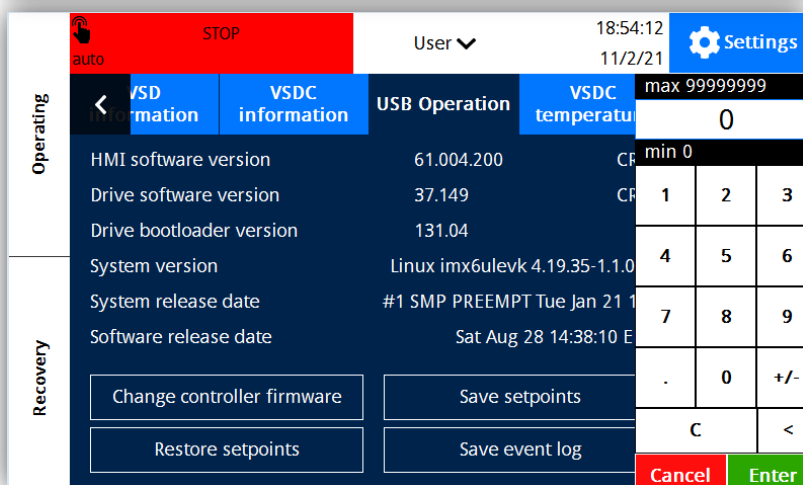 STOP
auto
User
18:54:12
11/2/21
Settings
Operating
Recovery
VSD
information
VSDC
information
USB Operation
VSDC
temperatu
HMI software version 61.004.200 CR
Drive software version 37.149 CR
Drive bootloader version 131.04
System version Linux imx6ulevk 4.19.35-1.1.0
System release date #1 SMP PREEMPT Tue Jan 21 1
Software release date Sat Aug 28 14:38:10 E
Change controller firmware
Save setpoints
Restore setpoints
Save event log
max 99999999
0
min 0
1 2 3
4 5 6
7 8 9
. 0 +/-
C <
Cancel Enter